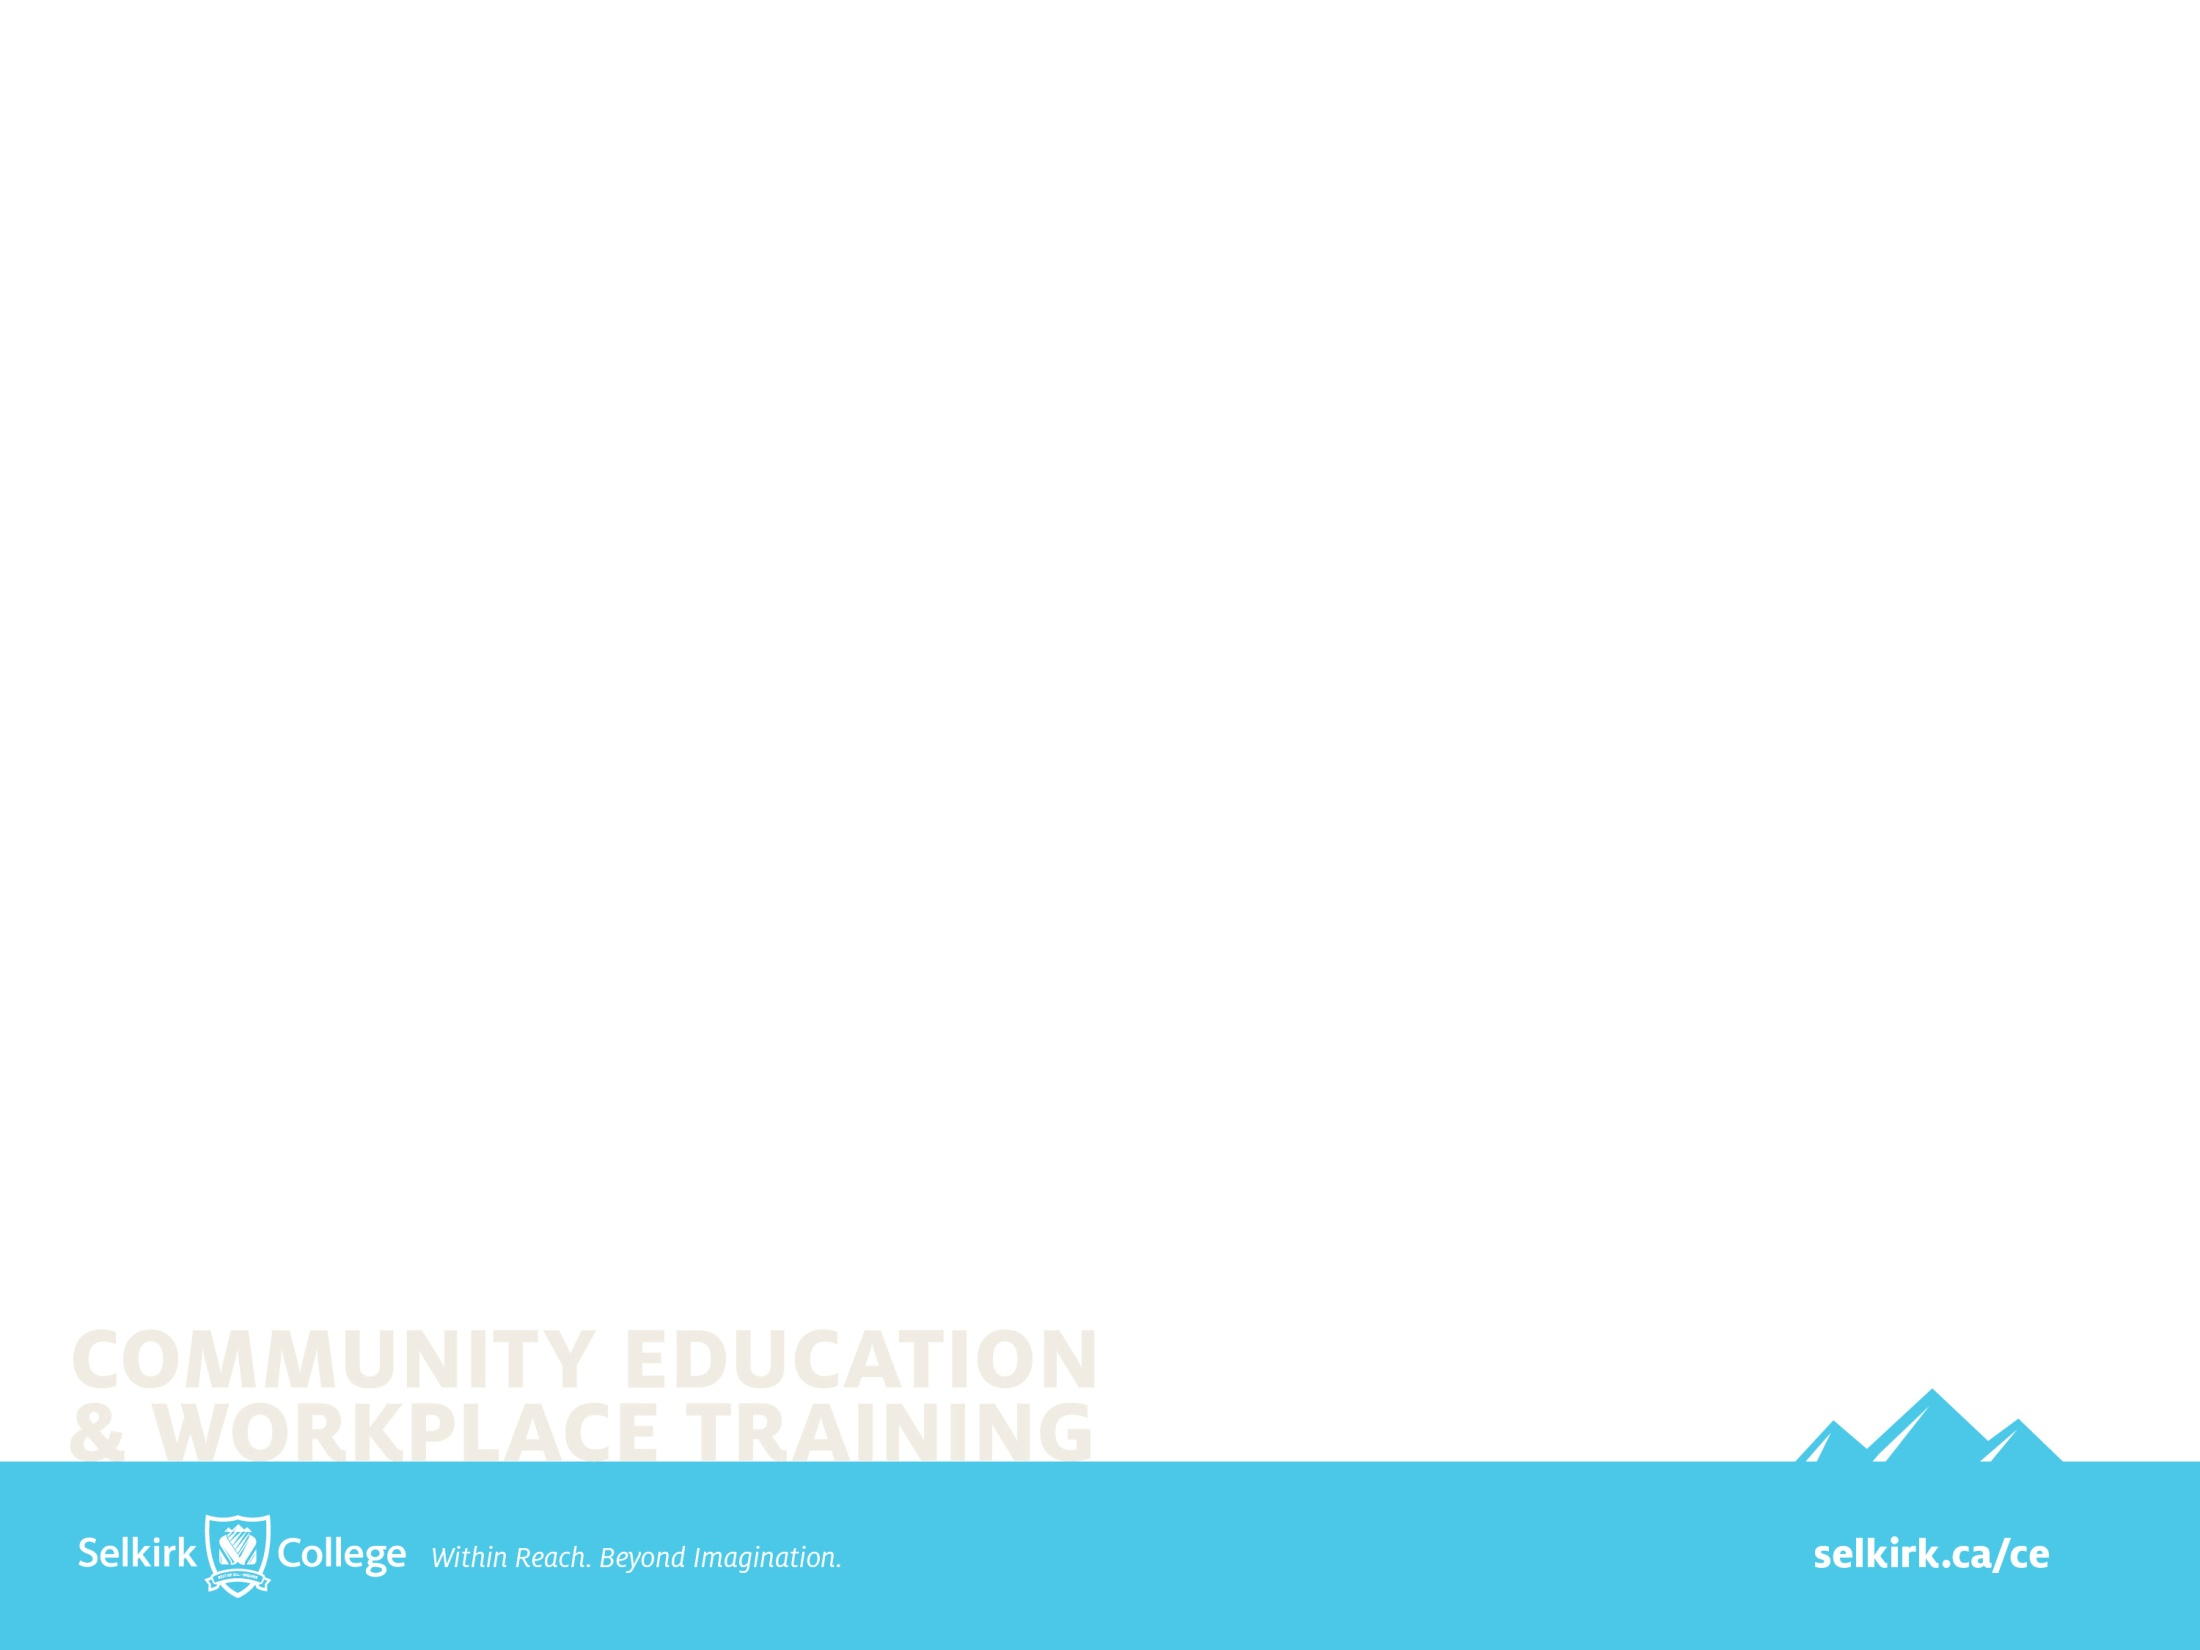 COMMUNITY EDUCATION
& WORKPLACE TRAINING
Selkirk College Within Reach. Beyond Imagination.
selkirk.ca/ce